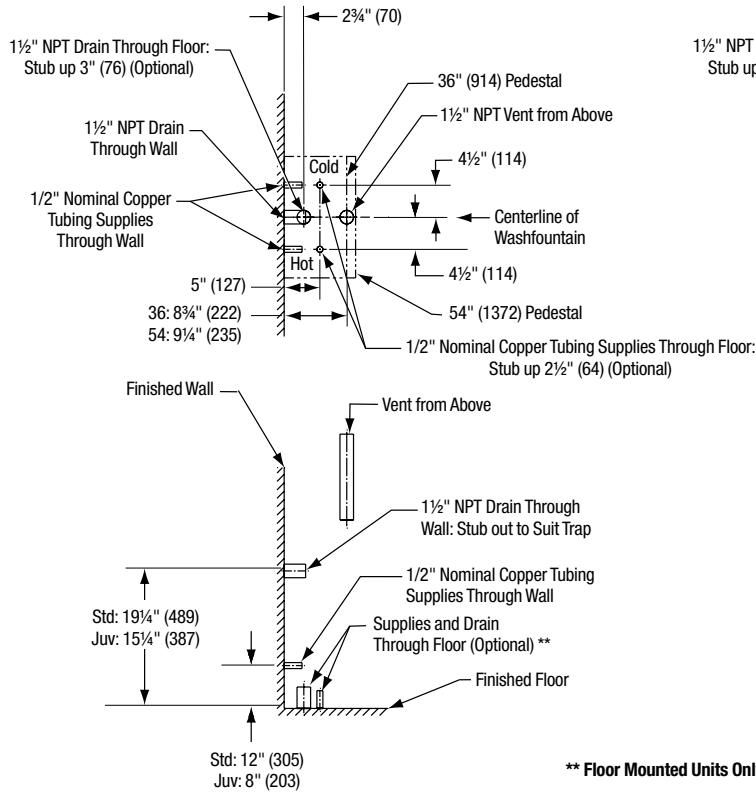 2¾" (70)
1½" NPT Drain Through Floor:
Stub up 3" (76) (Optional)
1½" NPT
Stub up
36" (914) Pedestal
1½" NPT Vent from Above
1½" NPT Drain
Through Wall
Cold
4½" (114)
1/2" Nominal Copper
Tubing Supplies
Through Wall
Centerline of
Washfountain
Hot
4½" (114)
5" (127)
36: 8¾" (222)
54: 9¼" (235)
54" (1372) Pedestal
1/2" Nominal Copper Tubing Supplies Through Floor:
Stub up 2½" (64) (Optional)
Finished Wall
Vent from Above
1½" NPT Drain Through
Wall: Stub out to Suit Trap
1/2" Nominal Copper Tubing
Supplies Through Wall
Std: 19¼" (489)
Juv: 15¼" (387)
Supplies and Drain
Through Floor (Optional) **
Finished Floor
Std: 12" (305)
Juv: 8" (203)
** Floor Mounted Units Onl